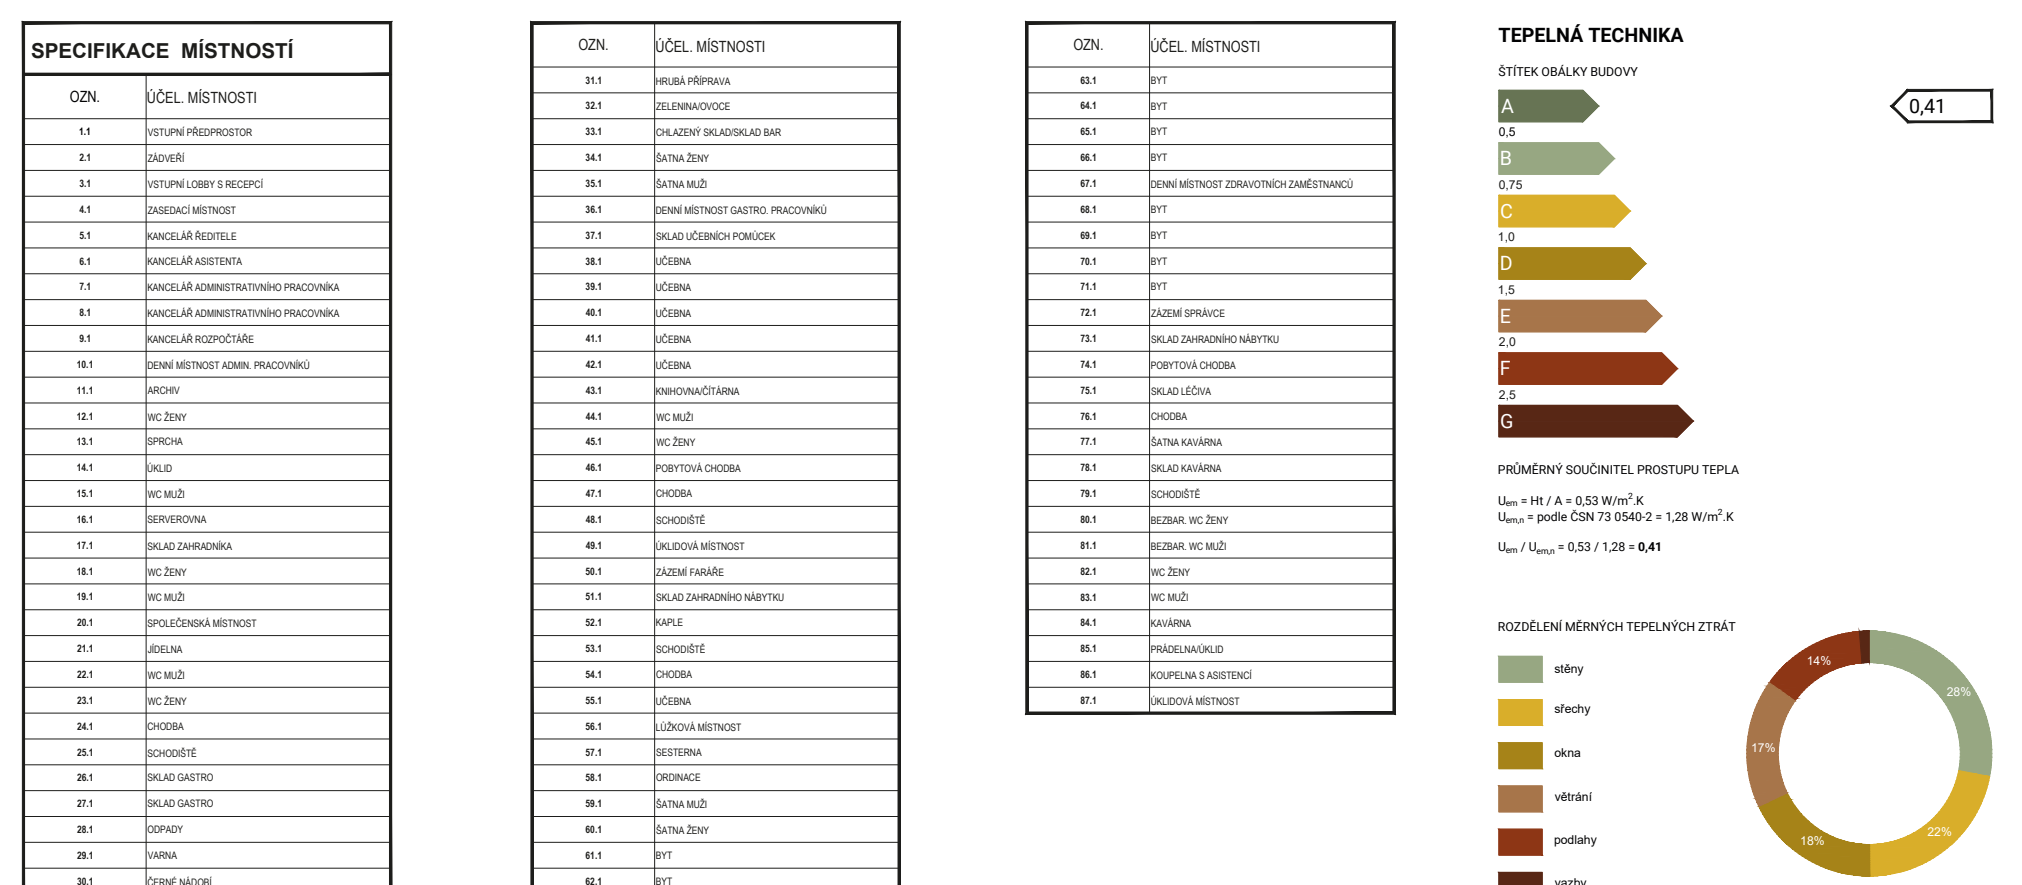 SPECIFIKACE MÍSTNOSTÍ
OZN. ÚČEL. MÍSTNOSTI
1.1 VSTUPNÍ PŘEDPROSTOR
2.1 ZÁDVEŘÍ
3.1 VSTUPNÍ LOBBY S RECEPCÍ
4.1 ZASEDACÍ MÍSTNOST
5.1 KANCELÁŘ ŘEDITELE
6.1 KANCELÁŘ ASISTENTA
7.1 KANCELÁŘ ADMINISTRATIVNÍHO PRACOVNÍKA
8.1 KANCELÁŘ ADMINISTRATIVNÍHO PRACOVNÍKA
9.1 KANCELÁŘ ROZPOČTÁŘE
10.1 DENNÍ MÍSTNOST ADMIN. PRACOVNÍKŮ
11.1 ARCHIV
12.1 WC ŽENY
13.1 SPRCHA
14.1 ÚKLID
15.1 WC MUŽI
16.1 SERVEROVNA
17.1 SKLAD ZAHRADNÍKA
18.1 WC ŽENY
19.1 WC MUŽI
20.1 SPOLEČENSKÁ MÍSTNOST
21.1 JÍDELNA
22.1 WC MUŽI
23.1 WC ŽENY
24.1 CHODBA
25.1 SCHODIŠTĚ
26.1 SKLAD GASTRO
27.1 SKLAD GASTRO
28.1 ODPADY
29.1 VARNA
30.1 ČERNÉ NÁDOBÍ
OZN. ÚČEL. MÍSTNOSTI
31.1 HRUBÁ PŘÍPRAVA
32.1 ZELENINA/OVOCE
33.1 CHLAZENÝ SKLAD/SKLAD BAR
34.1 ŠATNA ŽENY
35.1 ŠATNA MUŽI
36.1 DENNÍ MÍSTNOST GASTRO. PRACOVNÍKŮ
37.1 SKLAD UČEBNÍCH POMŮCEK
38.1 UČEBNA
39.1 UČEBNA
40.1 UČEBNA
41.1 UČEBNA
42.1 UČEBNA
43.1 KNIHOVNA/ČÍTÁRNA
44.1 WC MUŽI
45.1 WC ŽENY
46.1 POBYTOVÁ CHODBA
47.1 CHODBA
48.1 SCHODIŠTĚ
49.1 ÚKLIDOVÁ MÍSTNOST
50.1 ZÁZEMÍ FARÁŘE
51.1 SKLAD ZAHRADNÍHO NÁBYTKU
52.1 KAPLE
53.1 SCHODIŠTĚ
54.1 CHODBA
55.1 UČEBNA
56.1 LŮŽKOVÁ MÍSTNOST
57.1 SESTERNA
58.1 ORDINACE
59.1 ŠATNA MUŽI
60.1 ŠATNA ŽENY
61.1 BYT
62.1 BYT
OZN. ÚČEL. MÍSTNOSTI
63.1 BYT
64.1 BYT
65.1 BYT
66.1 BYT
67.1 DENNÍ MÍSTNOST ZDRAVOTNÍCH ZAMĚSTNANCŮ
68.1 BYT
69.1 BYT
70.1 BYT
71.1 BYT
72.1 ZÁZEMÍ SPRÁVCE
73.1 SKLAD ZAHRADNÍHO NÁBYTKU
74.1 POBYTOVÁ CHODBA
75.1 SKLAD LÉČIVA
76.1 CHODBA
77.1 ŠATNA KAVÁRNA
78.1 SKLAD KAVÁRNA
79.1 SCHODIŠTĚ
80.1 BEZBAR. WC ŽENY
81.1 BEZBAR. WC MUŽI
82.1 WC ŽENY
83.1 WC MUŽI
84.1 KAVÁRNA
85.1 PRÁDELNA/ÚKLID
86.1 KOUPELNA S ASISTENCÍ
87.1 ÚKLIDOVÁ MÍSTNOST
TEPELNÁ TECHNIKA
ŠTÍTEK OBÁLKY BUDOVY
A 0,41
0,5
B
0,75
C
1,0
D
1,5
E
2,0
F
2,5
G
PRŮMĚRNÝ SOUČINITEL PROSTUPU TEPLA
Uem = Ht / A = 0,53 W/m².K
Uem,n = podle ČSN 73 0540-2 = 1,28 W/m².K
Uem / Uem,n = 0,53 / 1,28 = 0,41
ROZDĚLENÍ MĚRNÝCH TEPELNÝCH ZTRÁT
stěny
sřechy
okna
větrání
podlahy
vazby
14%
28%
17%
22%
18%